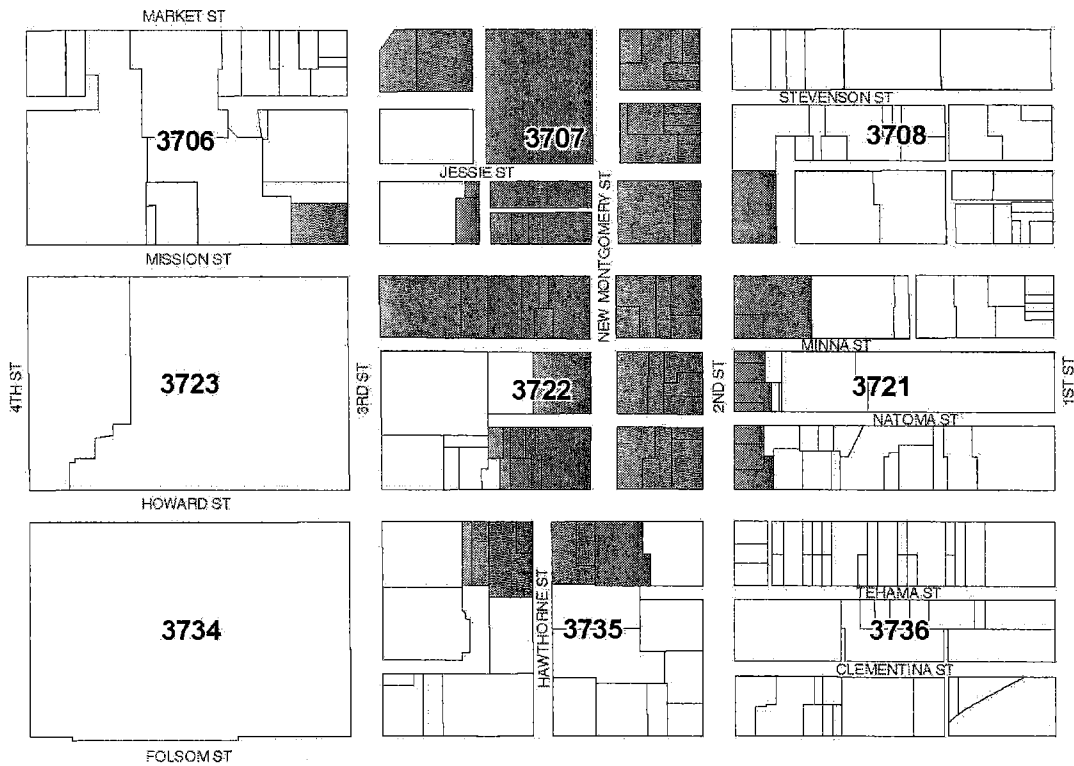 MARKET ST
STEVENSON ST
3706
3707
3708
JESSIE ST
NEW MONTGOMERY ST
MISSION ST
MINNA ST
4TH ST
3723
3RD ST
3722
2ND ST
3721
1ST ST
NATOMA ST
HOWARD ST
TEHAMA ST
3734
HAWTHORNE ST
3735
3736
CLEMENTINA ST
FOLSOM ST